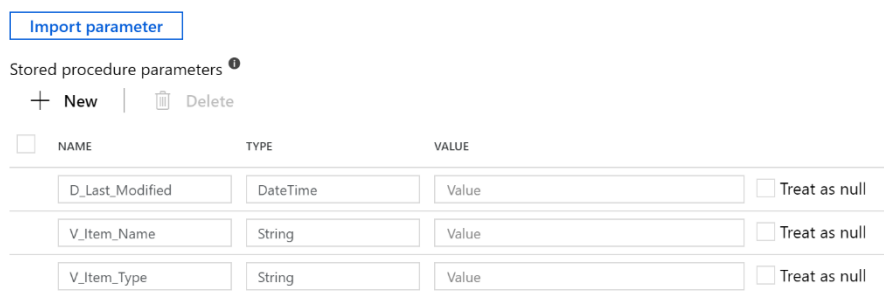 Import parameter
Stored procedure parameters
New Delete
NAME TYPE VALUE
D_Last_Modified DateTime Value Treat as null
V_Item_Name String Value Treat as null
V_Item_Type String Value Treat as null